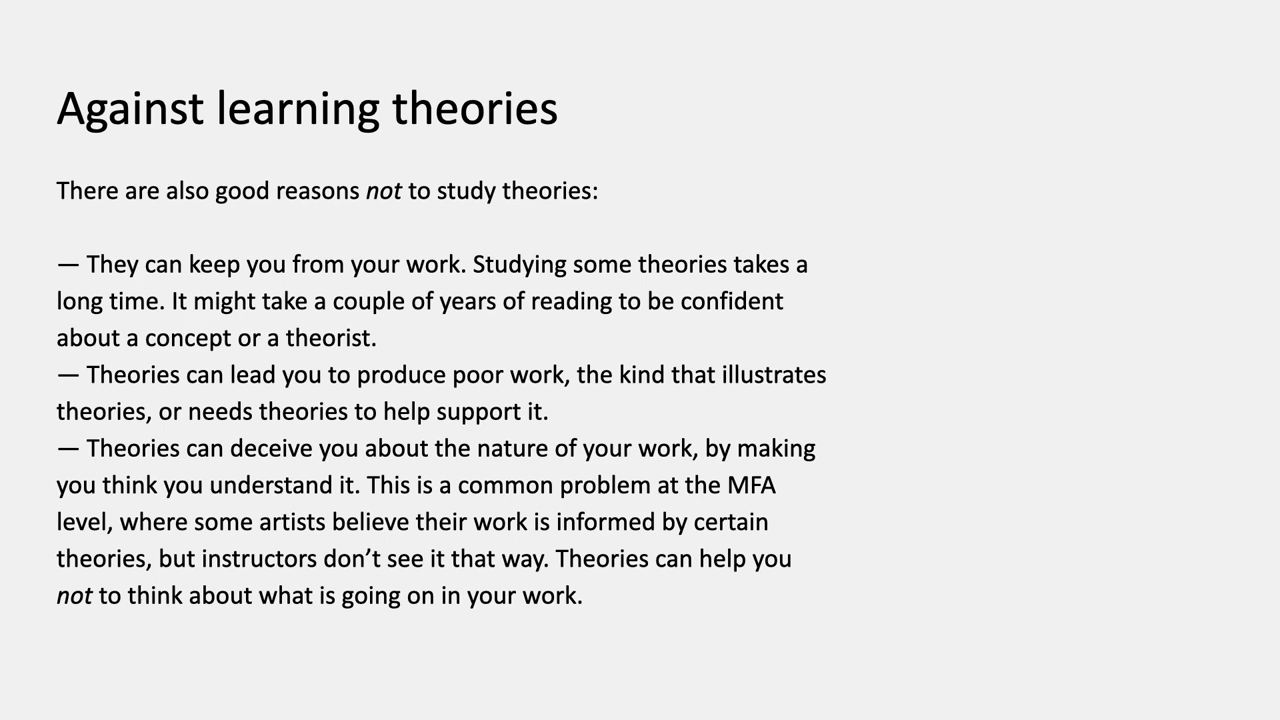 Against learning theories
There are also good reasons not to study theories:
— They can keep you from your work. Studying some theories takes a
long time. It might take a couple of years of reading to be confident
about a concept or a theorist.
— Theories can lead you to produce poor work, the kind that illustrates
theories, or needs theories to help support it.
— Theories can deceive you about the nature of your work, by making
you think you understand it. This is a common problem at the MFA
level, where some artists believe their work is informed by certain
theories, but instructors don’t see it that way. Theories can help you
not to think about what is going on in your work.